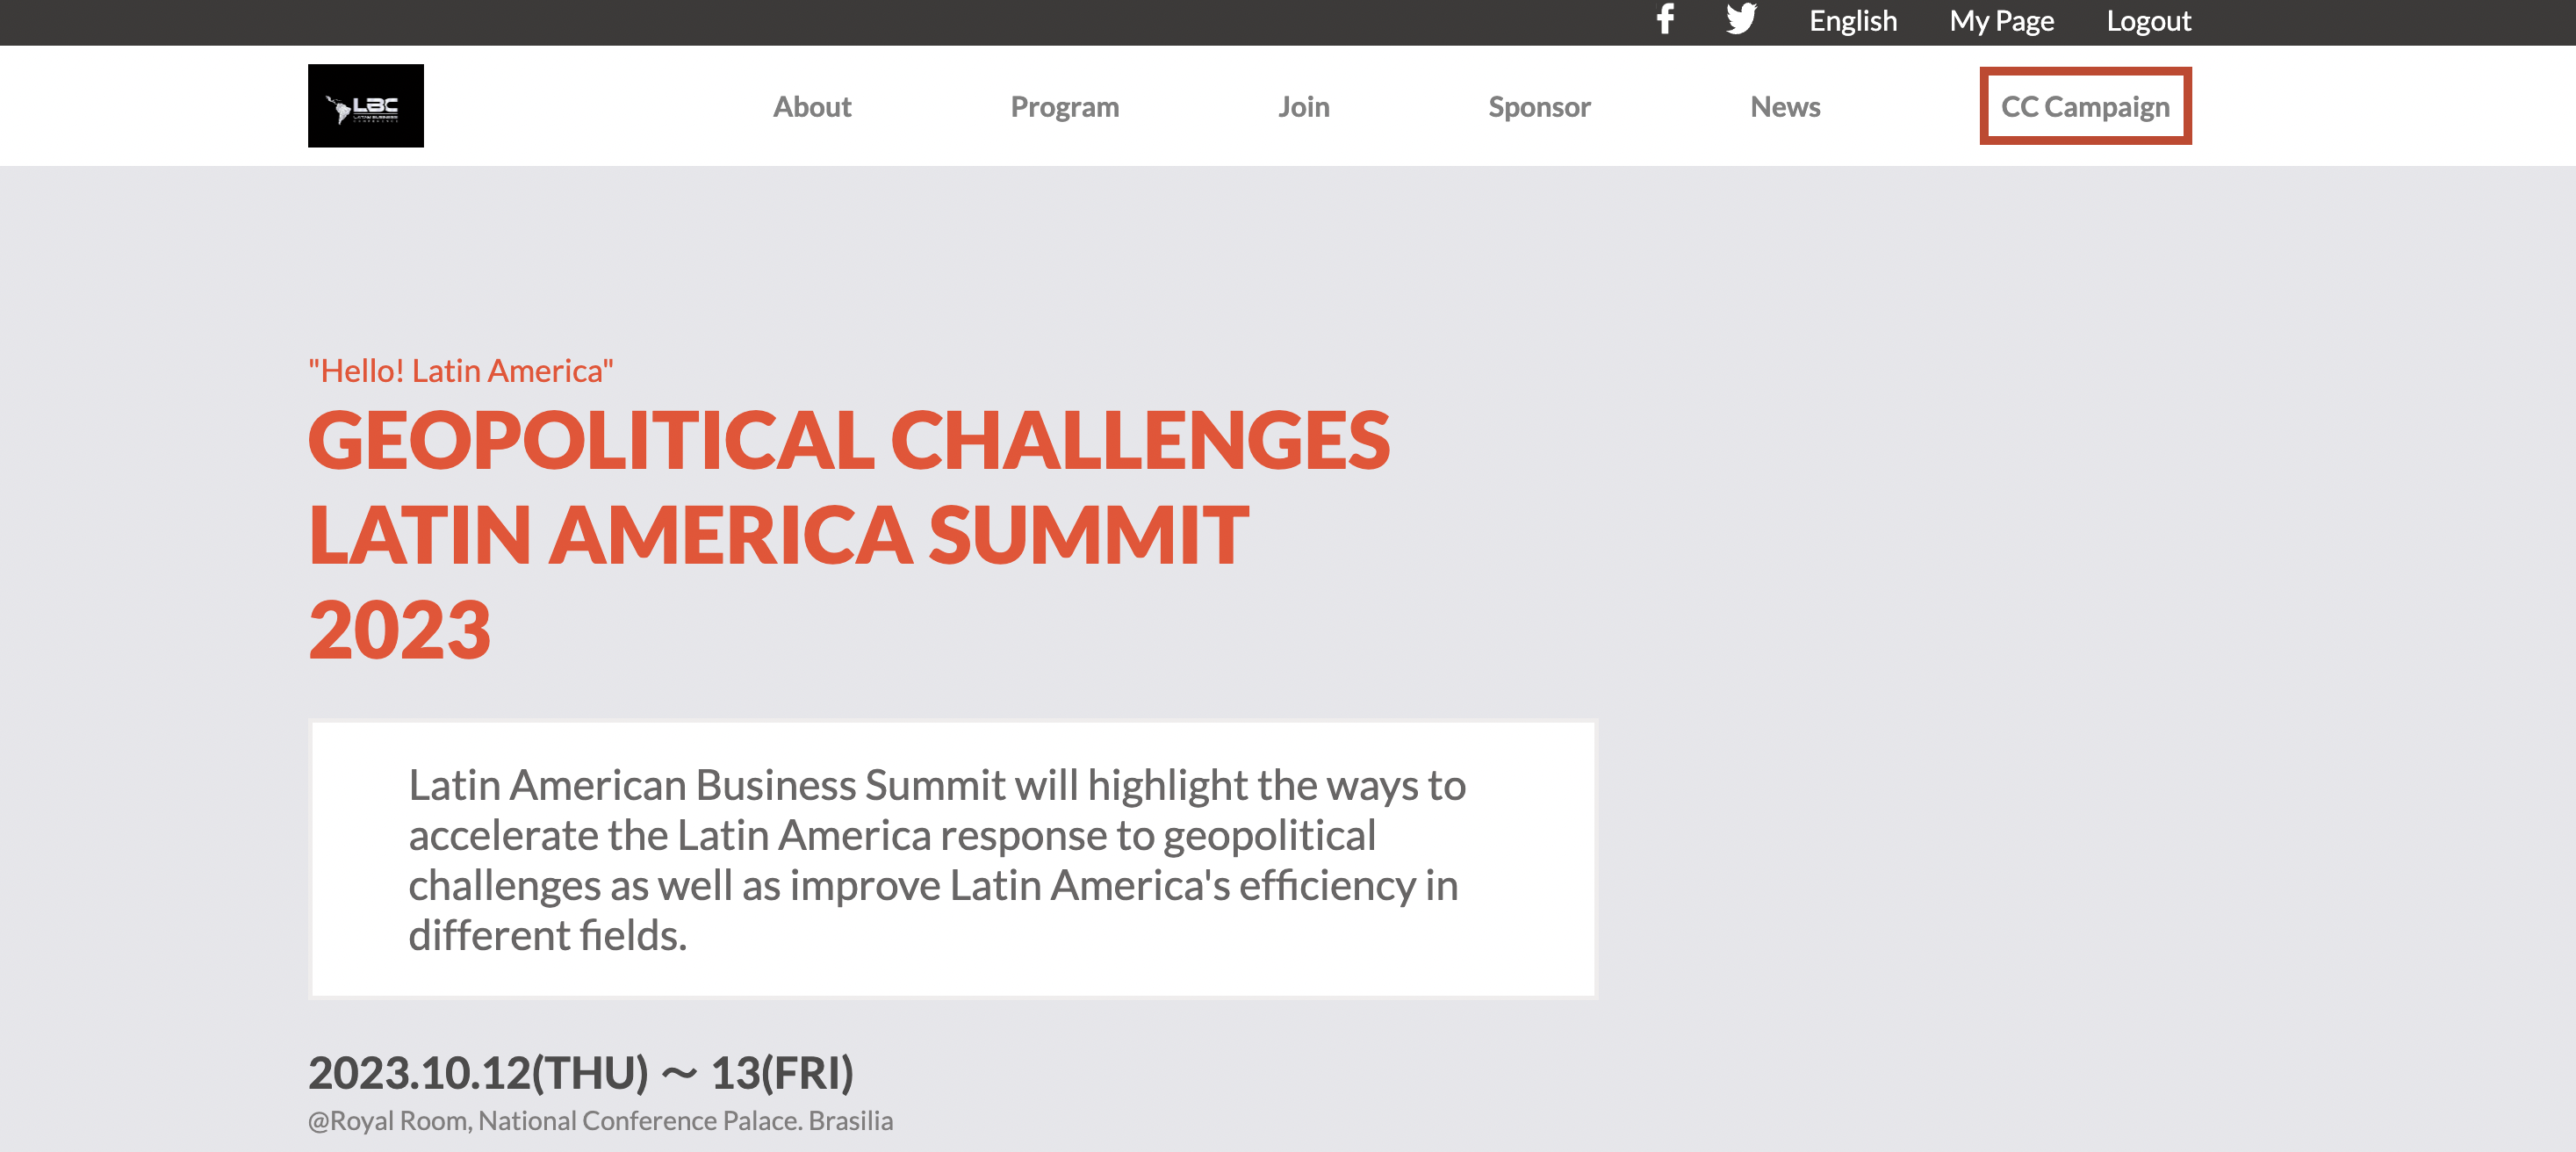 English
My Page
Logout
LBC
LATIN BUSINESS
CONFERENCE
About
Program
Join
Sponsor
News
CC Campaign
"Hello! Latin America"
GEOPOLITICAL CHALLENGES
LATIN AMERICA SUMMIT
2023
Latin American Business Summit will highlight the ways to
accelerate the Latin America response to geopolitical
challenges as well as improve Latin America's efficiency in
different fields.
2023.10.12(THU) ～ 13(FRI)
@Royal Room, National Conference Palace. Brasilia